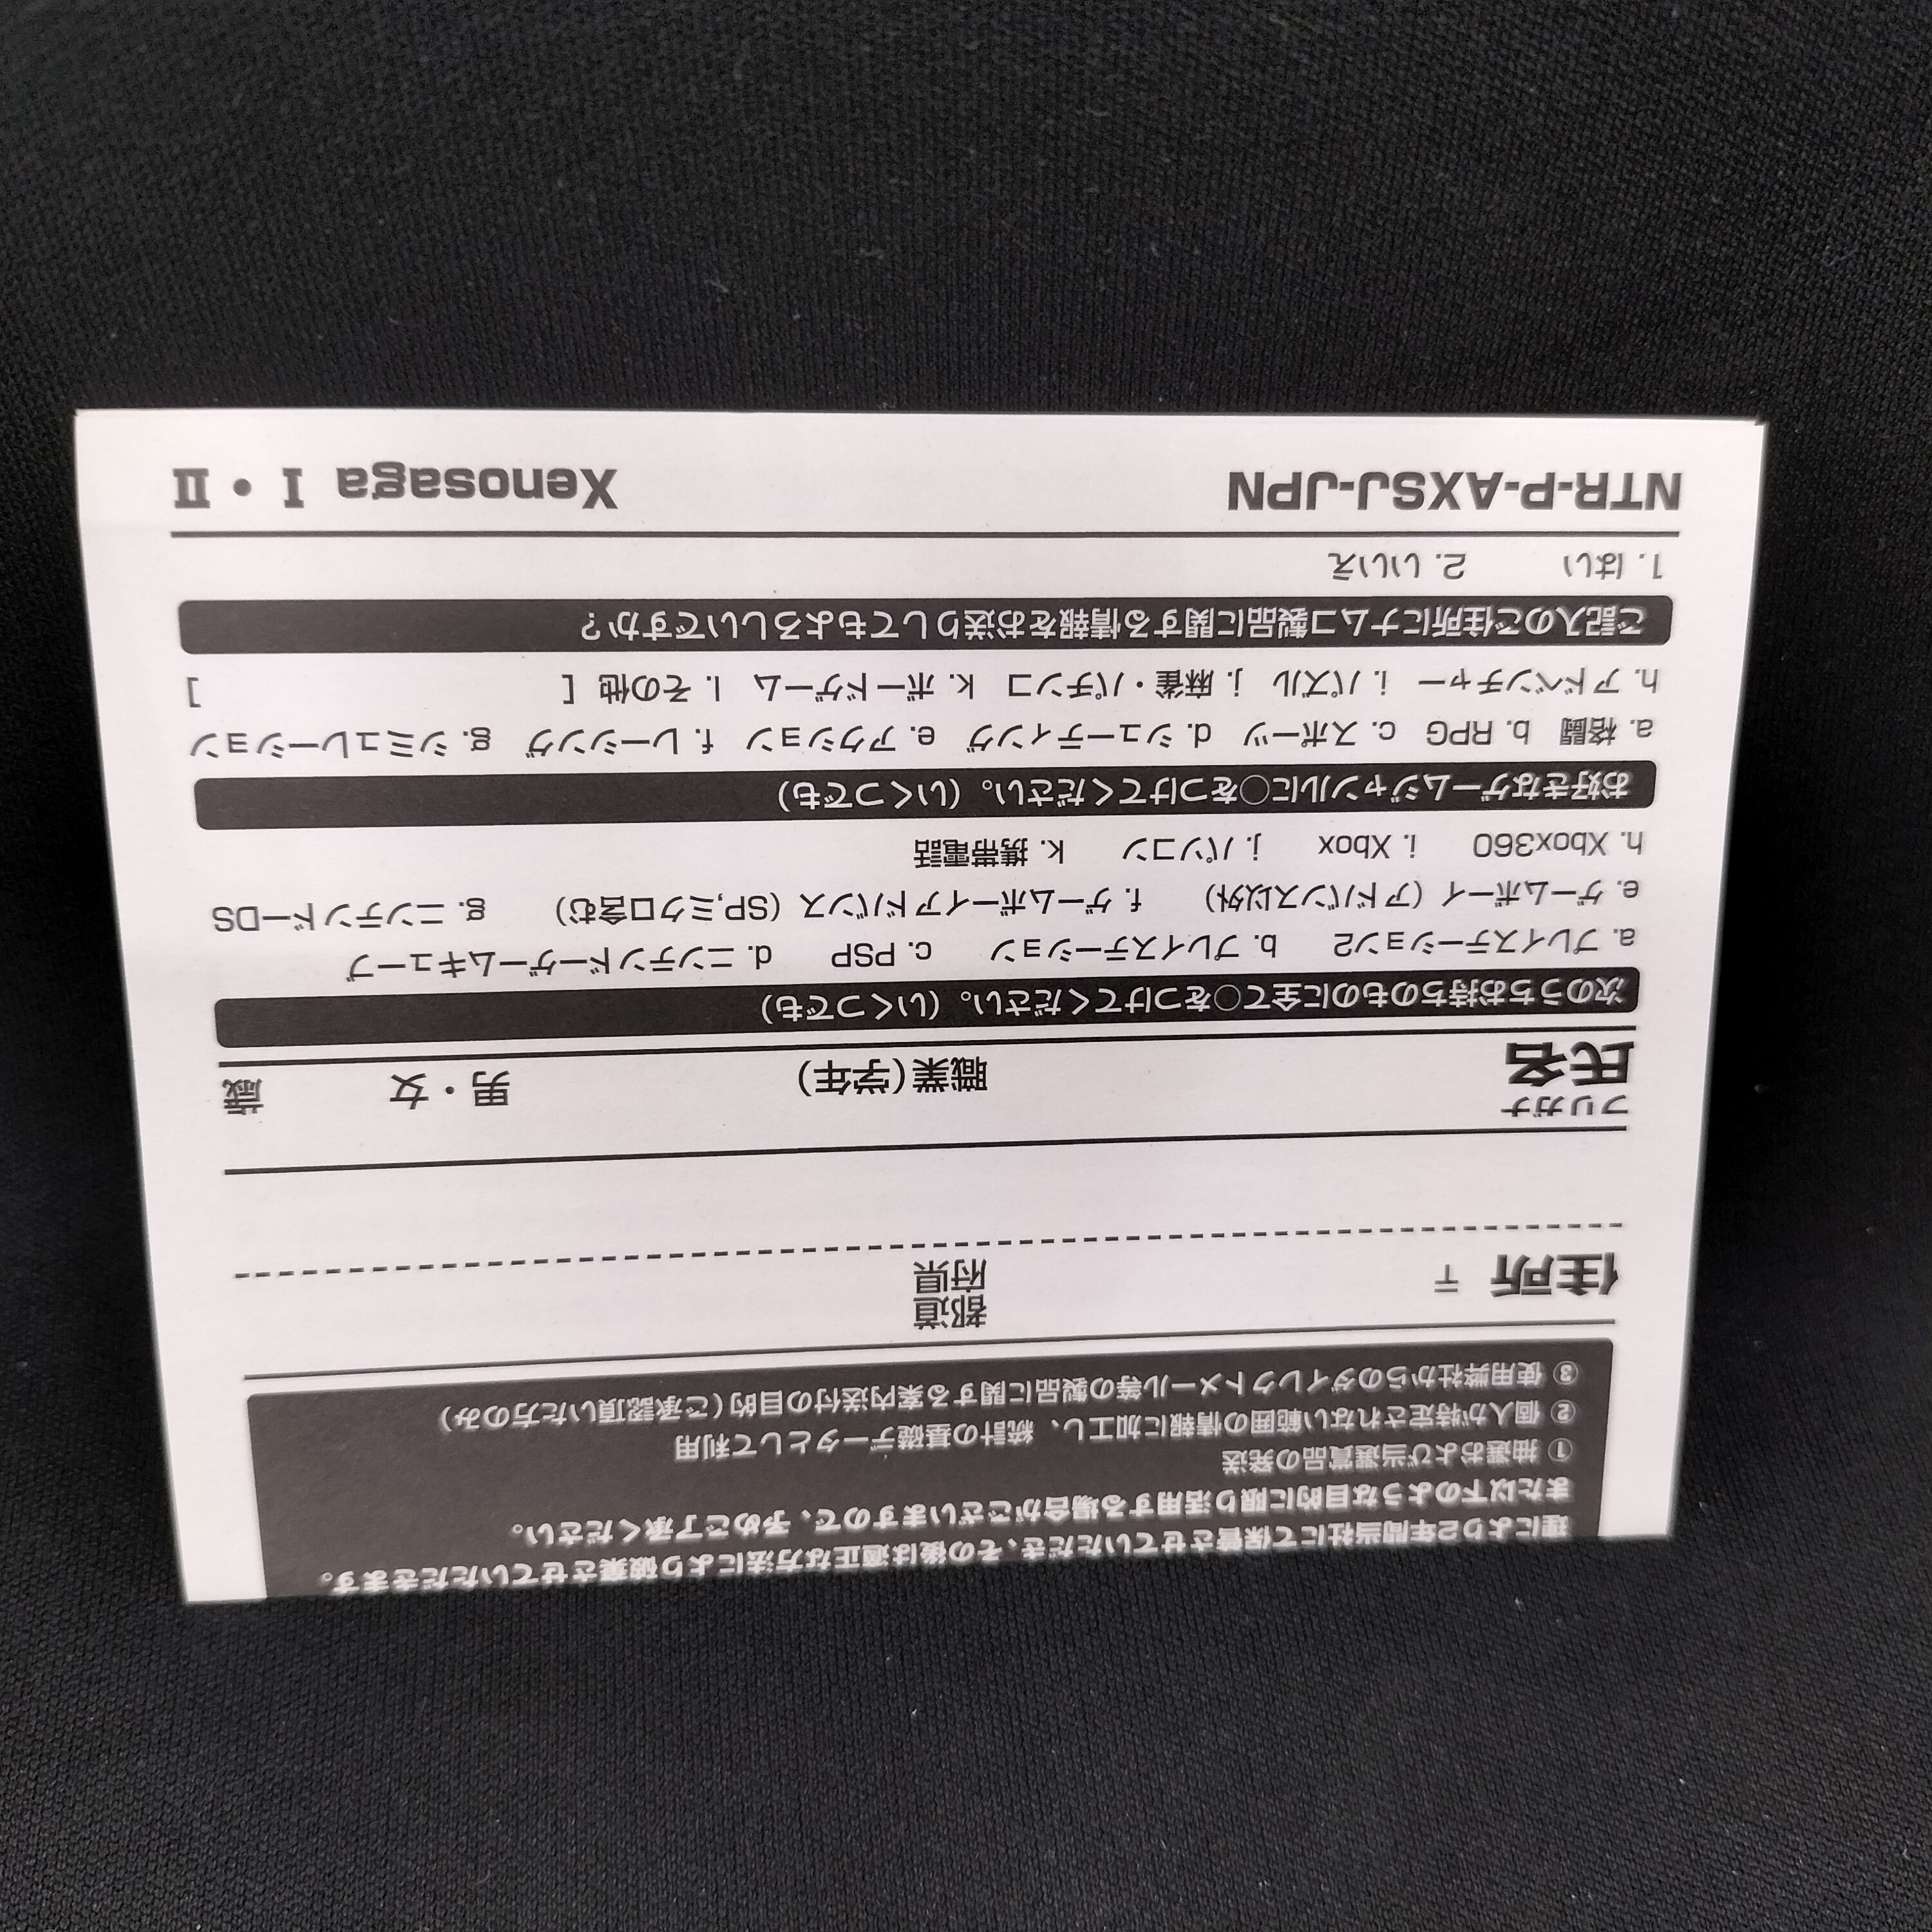 理により2年間当社にて保管させていただき、その後は適正な方法により破棄させていただきます。
また以下のような目的に限り活用する場合がございますので、予めご了承ください。
① 抽選および当選賞品の発送
② 個人が特定されない範囲の情報に加工し、統計の基礎データとして利用
③ 使用弊社からのダイレクトメール等の製品に関する案内送付の目的(ご承認頂いた方のみ)
住所 〒 都道府県
フリガナ
氏名 職業(学年) 男・女 歳
次のうちお持ちのものに全て○をつけてください。(いくつでも)
a. プレイステーション2 b. プレイステーション c. PSP d. ニンテンドーゲームキューブ
e. ゲームボーイ(アドバンス以外) f. ゲームボーイアドバンス(SP,ミクロ含む) g. ニンテンドーDS
h. Xbox360 i. Xbox j. パソコン k. 携帯電話
お好きなゲームジャンルに○をつけてください。(いくつでも)
a. 格闘 b. RPG c. スポーツ d. シューティング e. アクション f. レーシング g. シミュレーション
h. アドベンチャー i. パズル j. 麻雀・パチンコ k. ボードゲーム l. その他 [ ]
ご記入のご住所にナムコ製品に関する情報をお送りしてもよろしいですか?
1. はい 2. いいえ
NTR-P-AXSJ-JPN Xenosaga I・II